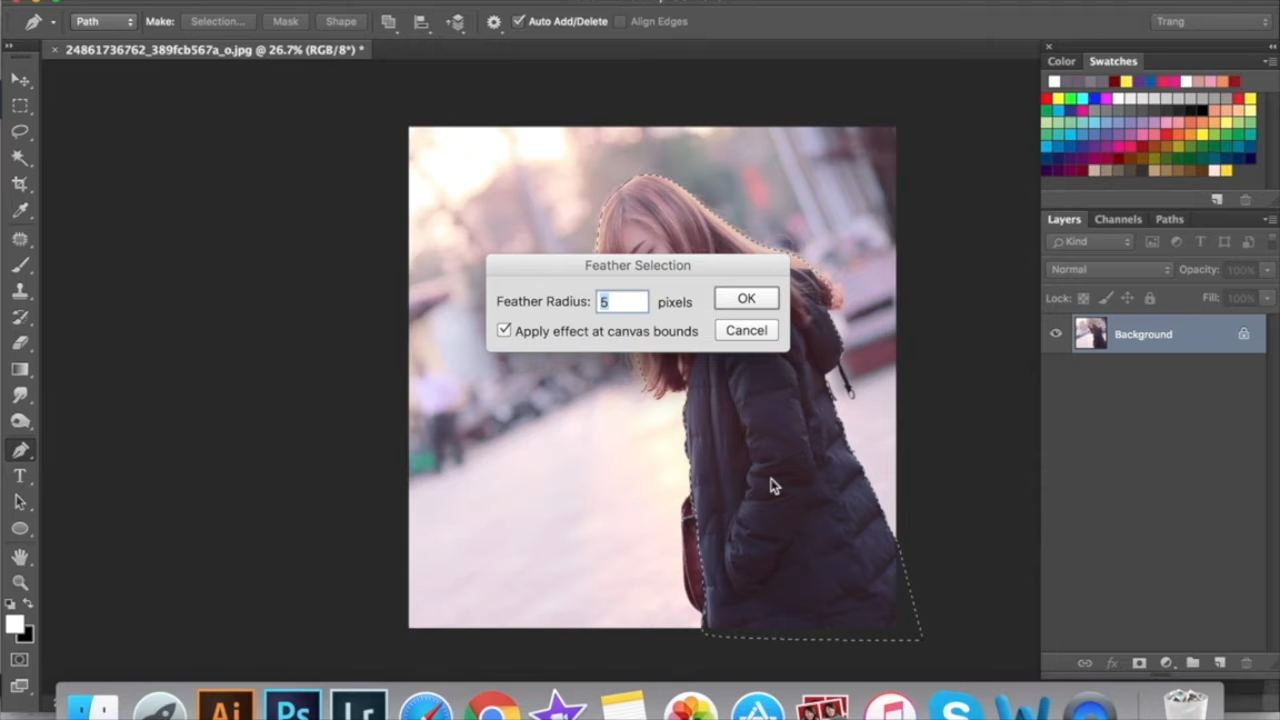 Path Make: Selection... Mask Shape Auto Add/Delete Align Edges Trang
24861736762_389fcb567a_o.jpg @ 26.7% (RGB/8*) *
Color Swatches
Layers Channels Paths
Kind
Normal Opacity: 100%
Lock: Fill: 100%
Background
Feather Selection
Feather Radius: 5 pixels OK
Apply effect at canvas bounds Cancel
T
fx
Ai Ps Lr